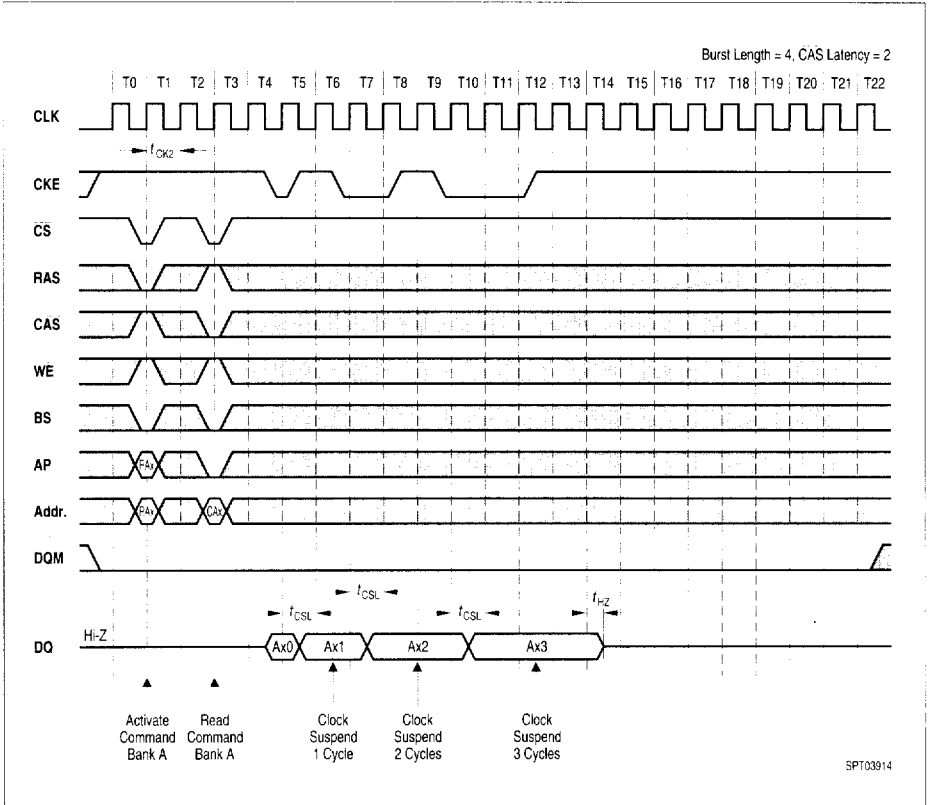 Burst Length = 4, CAS Latency = 2
T0 T1 T2 T3 T4 T5 T6 T7 T8 T9 T10 T11 T12 T13 T14 T15 T16 T17 T18 T19 T20 T21 T22
CLK
tCK2
CKE
CS
RAS
CAS
WE
BS
AP RAx
Addr. RAx CAx
DQM
tCSL tCSL tCSL tHZ
DQ Hi-Z Ax0 Ax1 Ax2 Ax3
Activate Command Bank A
Read Command Bank A
Clock Suspend 1 Cycle
Clock Suspend 2 Cycles
Clock Suspend 3 Cycles
SPT03914